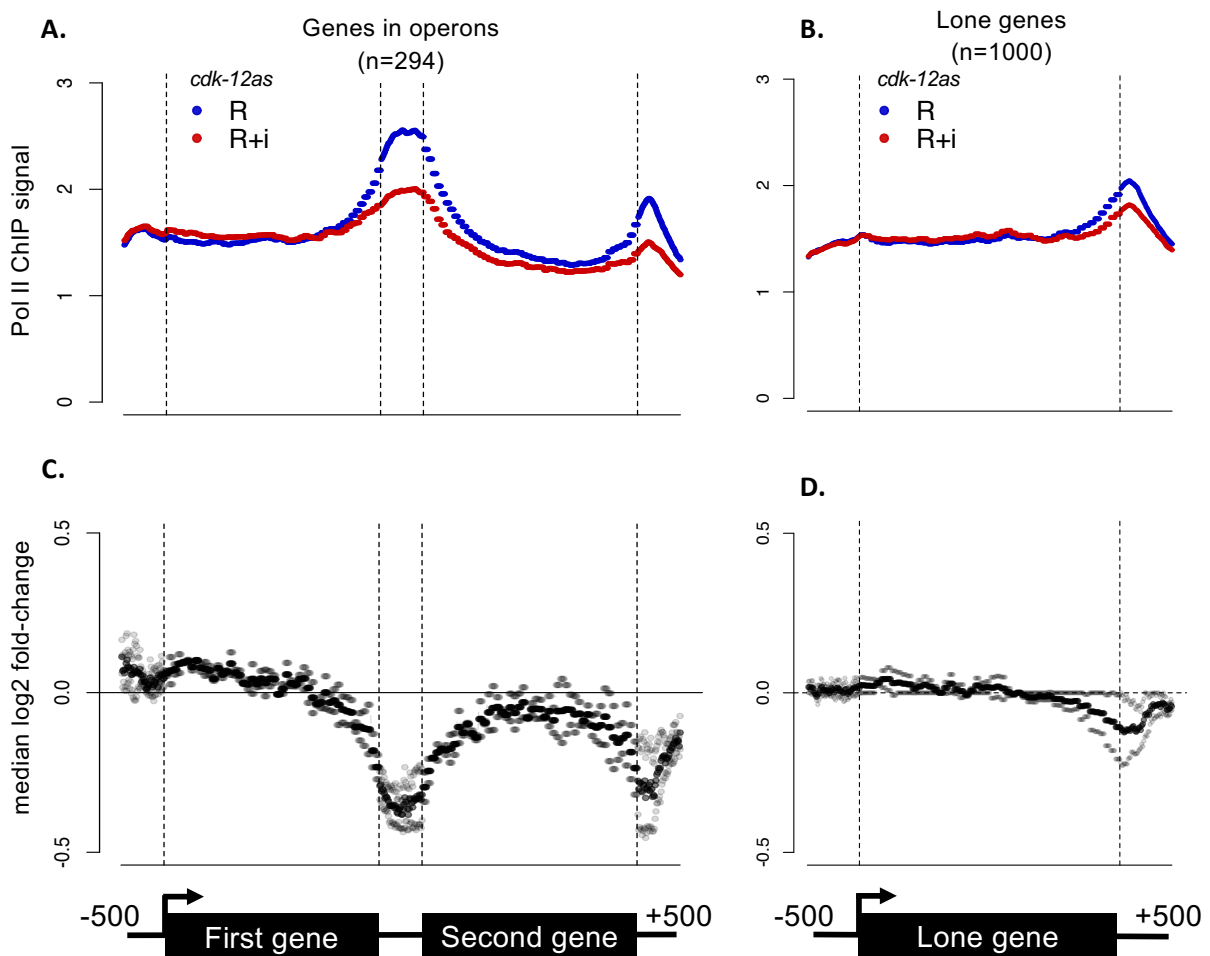 A.
Genes in operons
(n=294)
B.
Lone genes
(n=1000)
Pol II ChIP signal
3
2
1
0
cdk-12as
R
R+i
3
2
1
0
cdk-12as
R
R+i
C.
D.
median log2 fold-change
0.5
0.0
-0.5
0.5
0.0
-0.5
-500
First gene
Second gene
+500
-500
Lone gene
+500